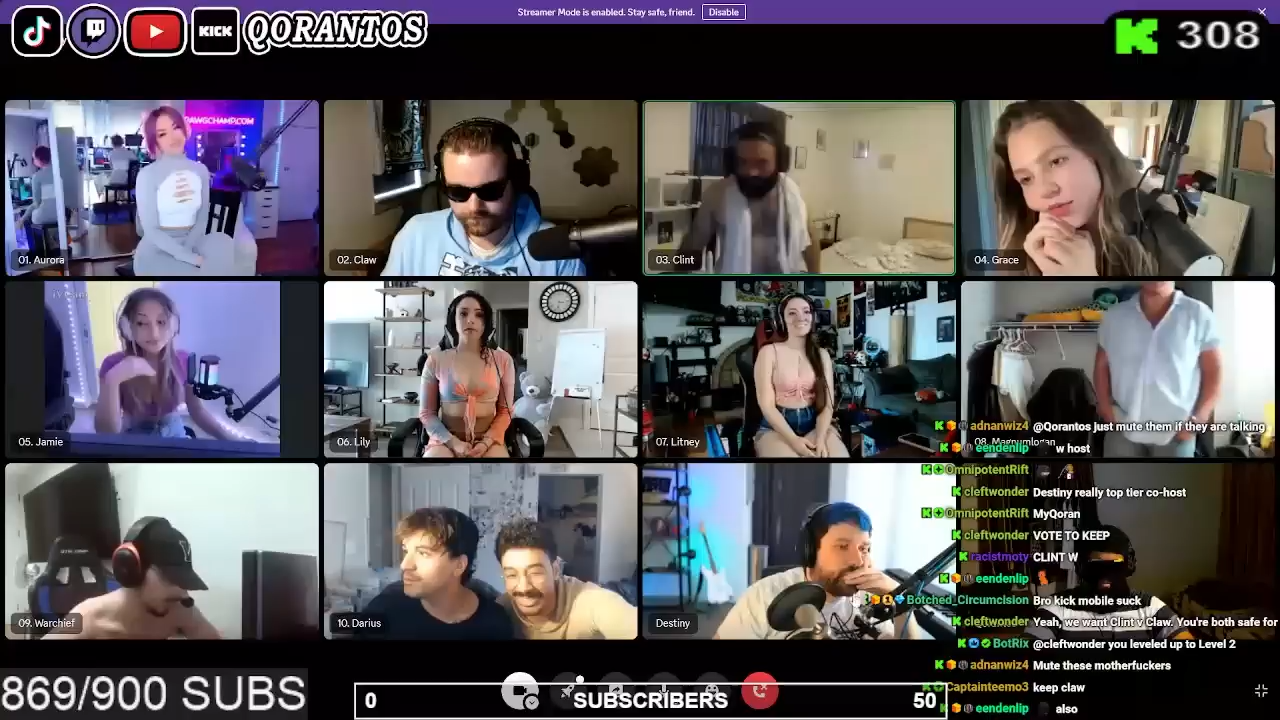 Streamer Mode is enabled. Stay safe, friend. Disable
KICK QORANTOS
308
PAWGCHAMP.COM
01. Aurora
02. Claw
03. Clint
04. Grace
05. Jamie
06. Lily
07. Litney
08. Magnumlogan
09. Warchief
10. Darius
Destiny
adnanwiz4 @Qorantos just mute them if they are talking
eendenlip w host
OmnipotentRift
cleftwonder Destiny really top tier co-host
OmnipotentRift MyQoran
cleftwonder VOTE TO KEEP
racistmoty CLINT W
eendenlip
Botched_Circumcision Bro kick mobile suck
cleftwonder Yeah, we want Clint v Claw. You're both safe for
BotRix @cleftwonder you leveled up to Level 2
adnanwiz4 Mute these motherfuckers
Captainteemo3 keep claw
eendenlip also
869/900 SUBS
0 SUBSCRIBERS 50